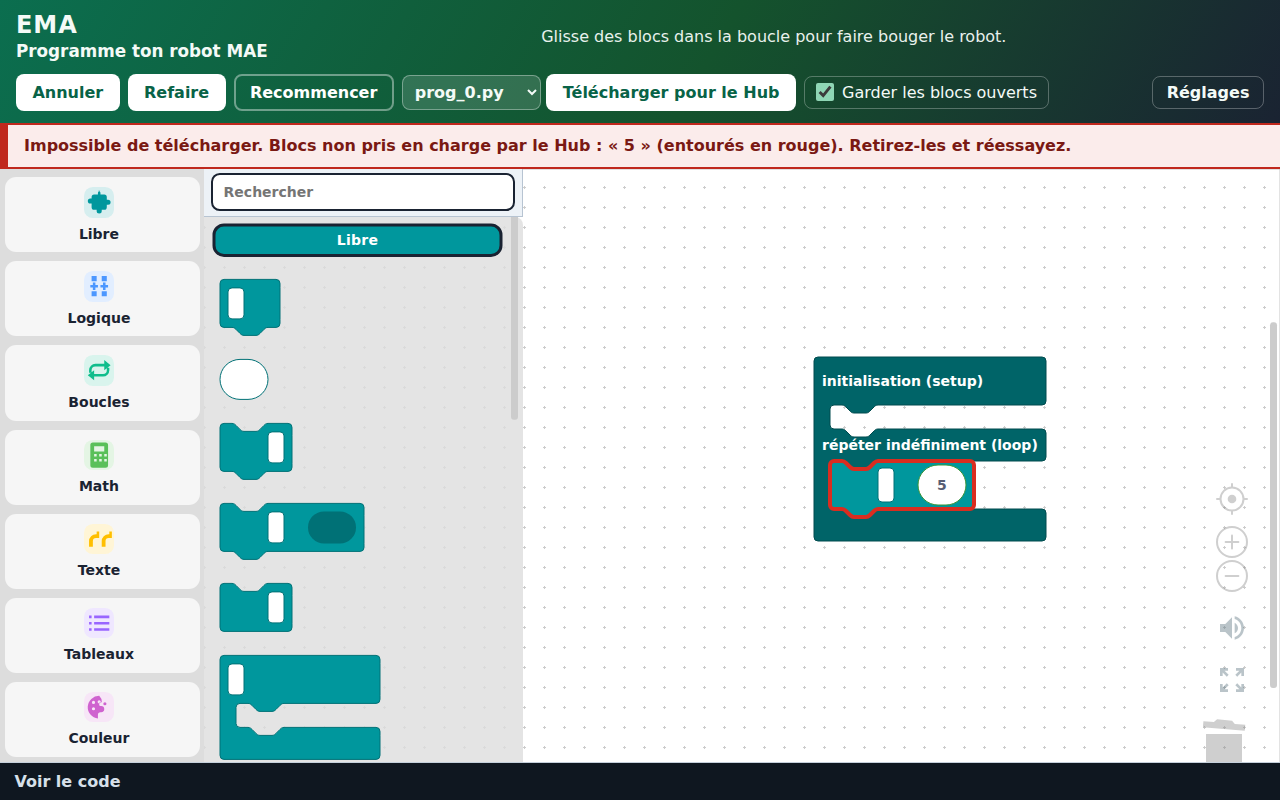 EMA
Programme ton robot MAE
Glisse des blocs dans la boucle pour faire bouger le robot.
Annuler
Refaire
Recommencer
prog_0.py
Télécharger pour le Hub
Garder les blocs ouverts
Réglages
Impossible de télécharger. Blocs non pris en charge par le Hub : « 5 » (entourés en rouge). Retirez-les et réessayez.
Libre
Logique
Boucles
Math
Texte
Tableaux
Couleur
Rechercher
Libre
initialisation (setup)
répéter indéfiniment (loop)
5
Voir le code